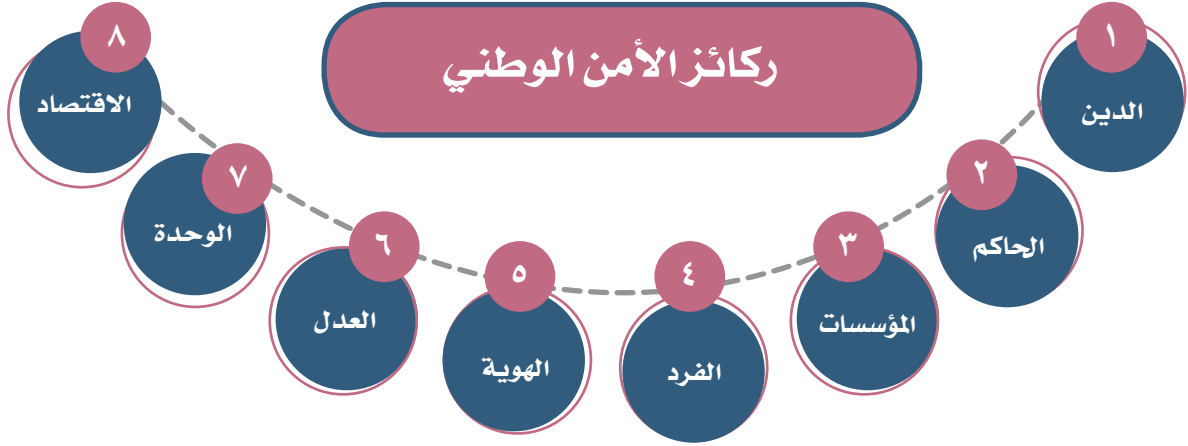 ركائز الأمن الوطني
١
الدين
٢
الحاكم
٣
المؤسسات
٤
الفرد
٥
الهوية
٦
العدل
٧
الوحدة
٨
الاقتصاد